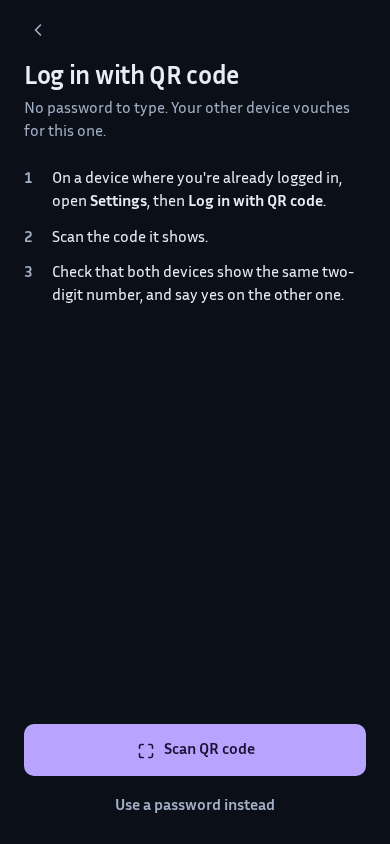 Log in with QR code
No password to type. Your other device vouches
for this one.
1 On a device where you're already logged in,
open Settings, then Log in with QR code.
2 Scan the code it shows.
3 Check that both devices show the same two-
digit number, and say yes on the other one.
Scan QR code
Use a password instead